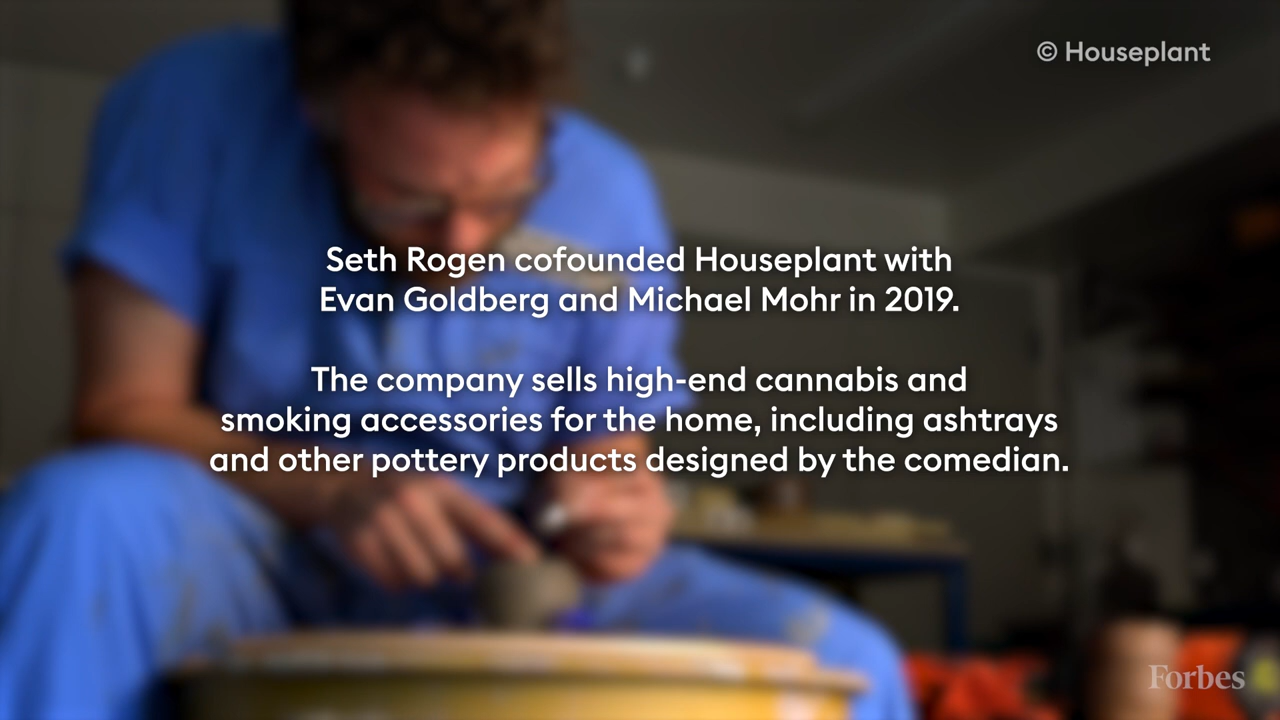 © Houseplant
Seth Rogen cofounded Houseplant with
Evan Goldberg and Michael Mohr in 2019.
The company sells high-end cannabis and
smoking accessories for the home, including ashtrays
and other pottery products designed by the comedian.
Forbes